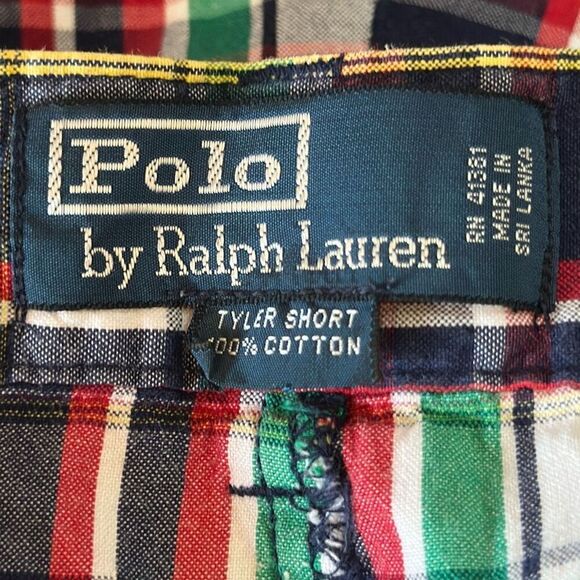 Polo
by Ralph Lauren
RN 41381
MADE IN
SRI LANKA
TYLER SHORT
100% COTTON